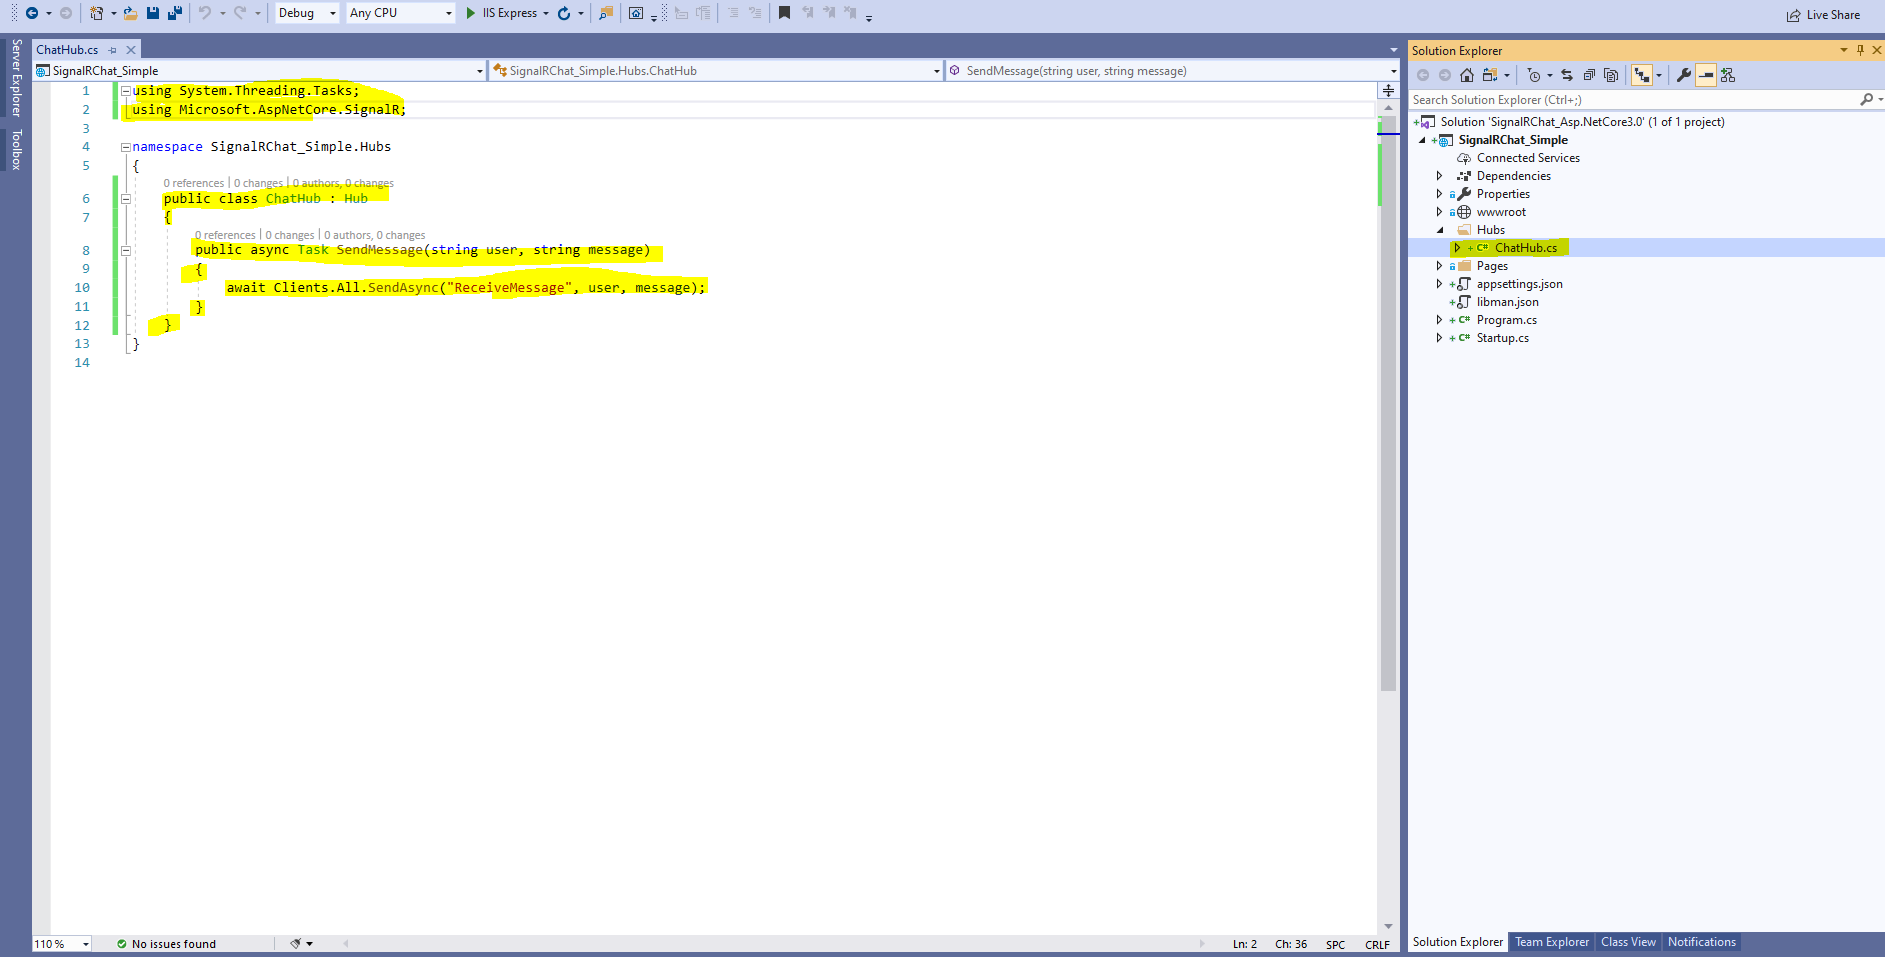 Debug Any CPU IIS Express Live Share
Server Explorer
Toolbox
ChatHub.cs
SignalRChat_Simple SignalRChat_Simple.Hubs.ChatHub SendMessage(string user, string message)
1 using System.Threading.Tasks;
2 using Microsoft.AspNetCore.SignalR;
3
4 namespace SignalRChat_Simple.Hubs
5 {
0 references | 0 changes | 0 authors, 0 changes
6 public class ChatHub : Hub
7 {
0 references | 0 changes | 0 authors, 0 changes
8 public async Task SendMessage(string user, string message)
9 {
10 await Clients.All.SendAsync("ReceiveMessage", user, message);
11 }
12 }
13 }
14
110 % No issues found Ln: 2 Ch: 36 SPC CRLF
Solution Explorer
Search Solution Explorer (Ctrl+;)
Solution 'SignalRChat_Asp.NetCore3.0' (1 of 1 project)
SignalRChat_Simple
Connected Services
Dependencies
Properties
wwwroot
Hubs
C# ChatHub.cs
Pages
appsettings.json
libman.json
C# Program.cs
C# Startup.cs
Solution Explorer Team Explorer Class View Notifications